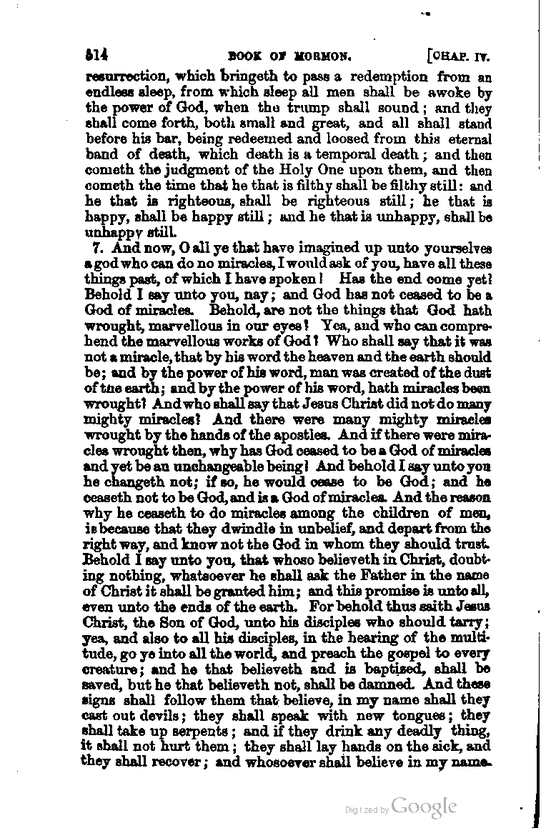 514 BOOK OF MORMON. [CHAP. IV.
resurrection, which bringeth to pass a redemption from an
endless sleep, from which sleep all men shall be awoke by
the power of God, when the trump shall sound; and they
shall come forth, both small and great, and all shall stand
before his bar, being redeemed and loosed from this eternal
band of death, which death is a temporal death; and then
cometh the judgment of the Holy One upon them, and then
cometh the time that he that is filthy shall be filthy still: and
he that is righteous, shall be righteous still; he that is
happy, shall be happy still; and he that is unhappy, shall be
unhappy still.
7. And now, O all ye that have imagined up unto yourselves
a god who can do no miracles, I would ask of you, have all these
things past, of which I have spoken? Has the end come yet?
Behold I say unto you, nay; and God has not ceased to be a
God of miracles. Behold, are not the things that God hath
wrought, marvellous in our eyes? Yea, and who can compre-
hend the marvellous works of God? Who shall say that it was
not a miracle, that by his word the heaven and the earth should
be; and by the power of his word, man was created of the dust
of the earth; and by the power of his word, hath miracles been
wrought? And who shall say that Jesus Christ did not do many
mighty miracles? And there were many mighty miracles
wrought by the hands of the apostles. And if there were mira-
cles wrought then, why has God ceased to be a God of miracles
and yet be an unchangeable being? And behold I say unto you
he changeth not; if so, he would cease to be God; and he
ceaseth not to be God, and is a God of miracles. And the reason
why he ceaseth to do miracles among the children of men,
is because that they dwindle in unbelief, and depart from the
right way, and know not the God in whom they should trust.
Behold I say unto you, that whoso believeth in Christ, doubt-
ing nothing, whatsoever he shall ask the Father in the name
of Christ it shall be granted him; and this promise is unto all,
even unto the ends of the earth. For behold thus saith Jesus
Christ, the Son of God, unto his disciples who should tarry;
yea, and also to all his disciples, in the hearing of the multi-
tude, go ye into all the world, and preach the gospel to every
creature; and he that believeth and is baptized, shall be
saved, but he that believeth not, shall be damned. And these
signs shall follow them that believe, in my name shall they
cast out devils; they shall speak with new tongues; they
shall take up serpents; and if they drink any deadly thing,
it shall not hurt them; they shall lay hands on the sick, and
they shall recover; and whosoever shall believe in my name.
Digitized by Google